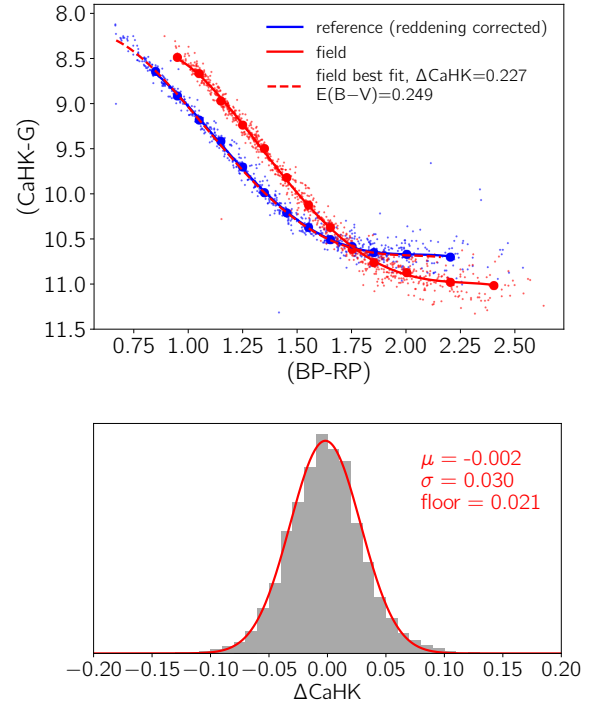 8.0
8.5
9.0
9.5
10.0
10.5
11.0
11.5
(CaHK-G)
reference (reddening corrected)
field
field best fit, ΔCaHK=0.227
E(B−V)=0.249
0.75 1.00 1.25 1.50 1.75 2.00 2.25 2.50
(BP-RP)
μ = -0.002
σ = 0.030
floor = 0.021
−0.20 −0.15 −0.10 −0.05 0.00 0.05 0.10 0.15 0.20
ΔCaHK